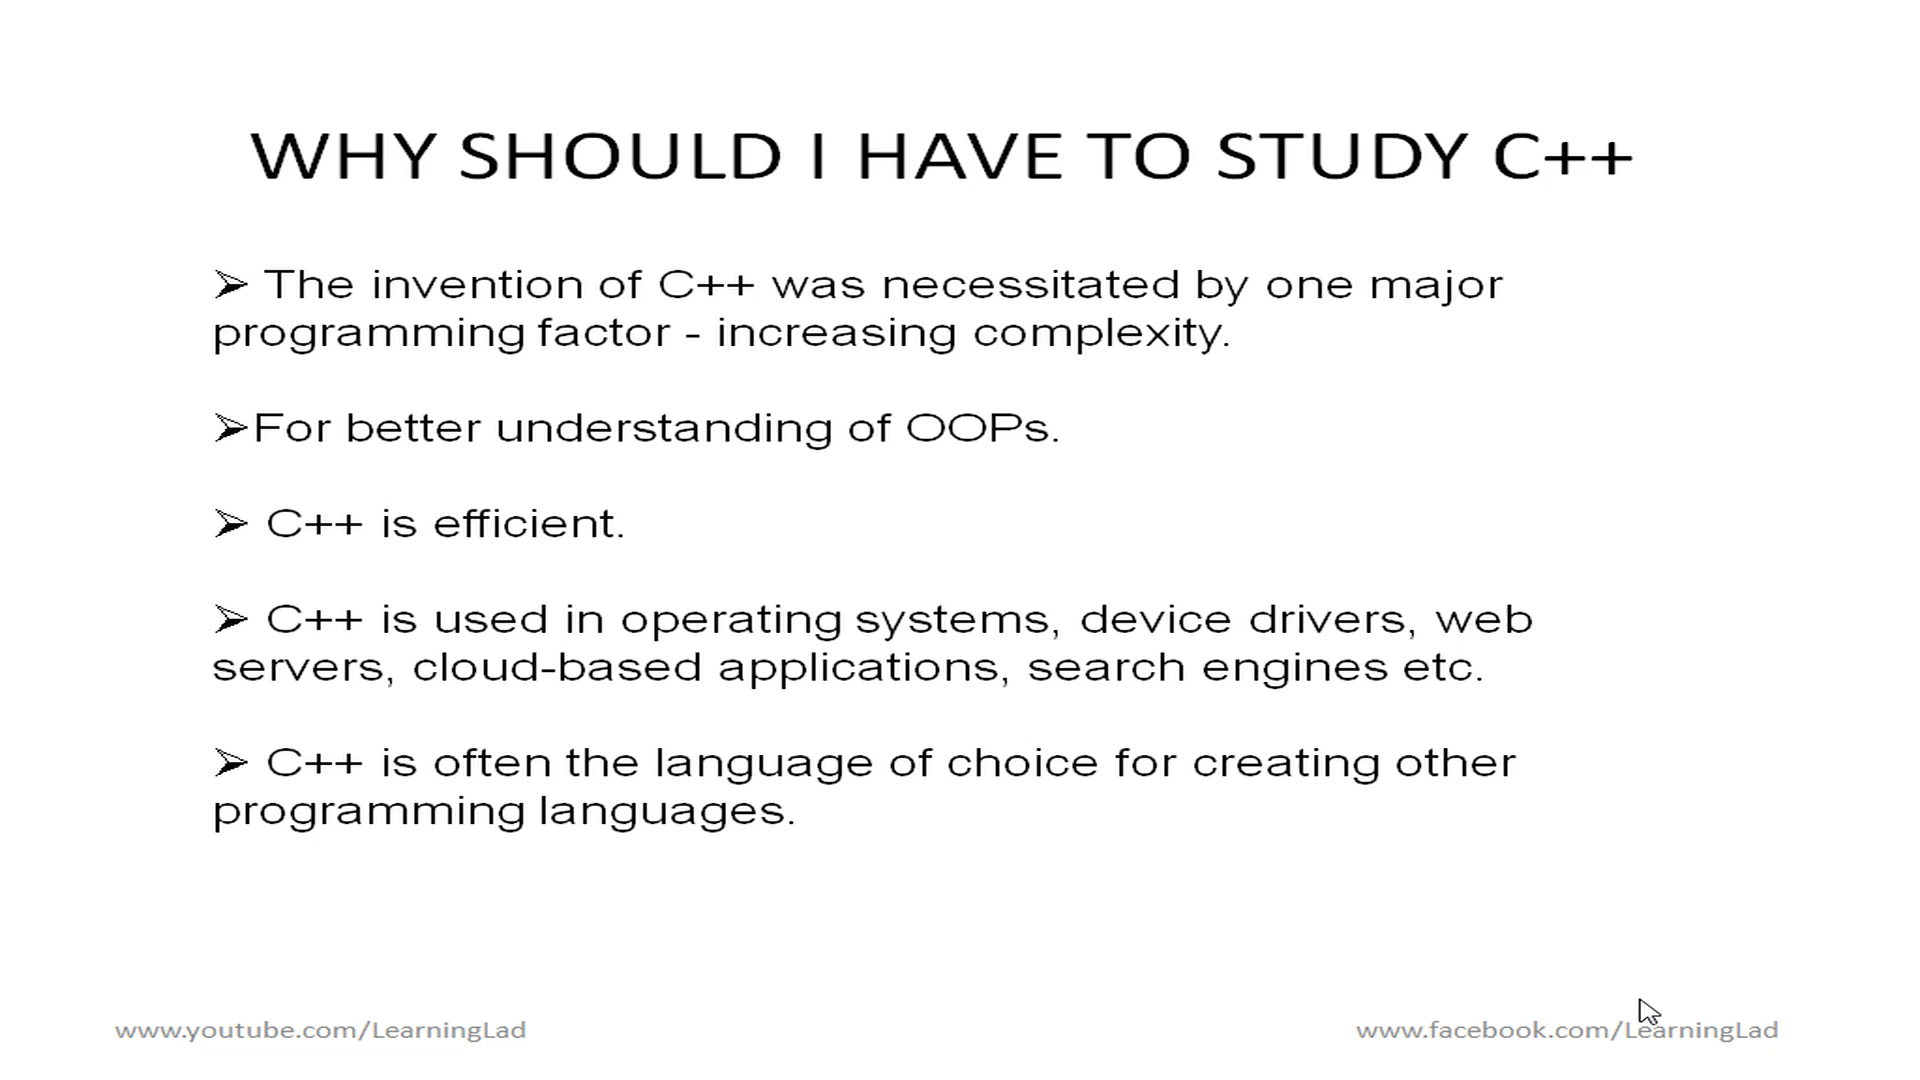 WHY SHOULD I HAVE TO STUDY C++
➢ The invention of C++ was necessitated by one major
programming factor - increasing complexity.
➢For better understanding of OOPs.
➢ C++ is efficient.
➢ C++ is used in operating systems, device drivers, web
servers, cloud-based applications, search engines etc.
➢ C++ is often the language of choice for creating other
programming languages.
www.youtube.com/LearningLad
www.facebook.com/LearningLad